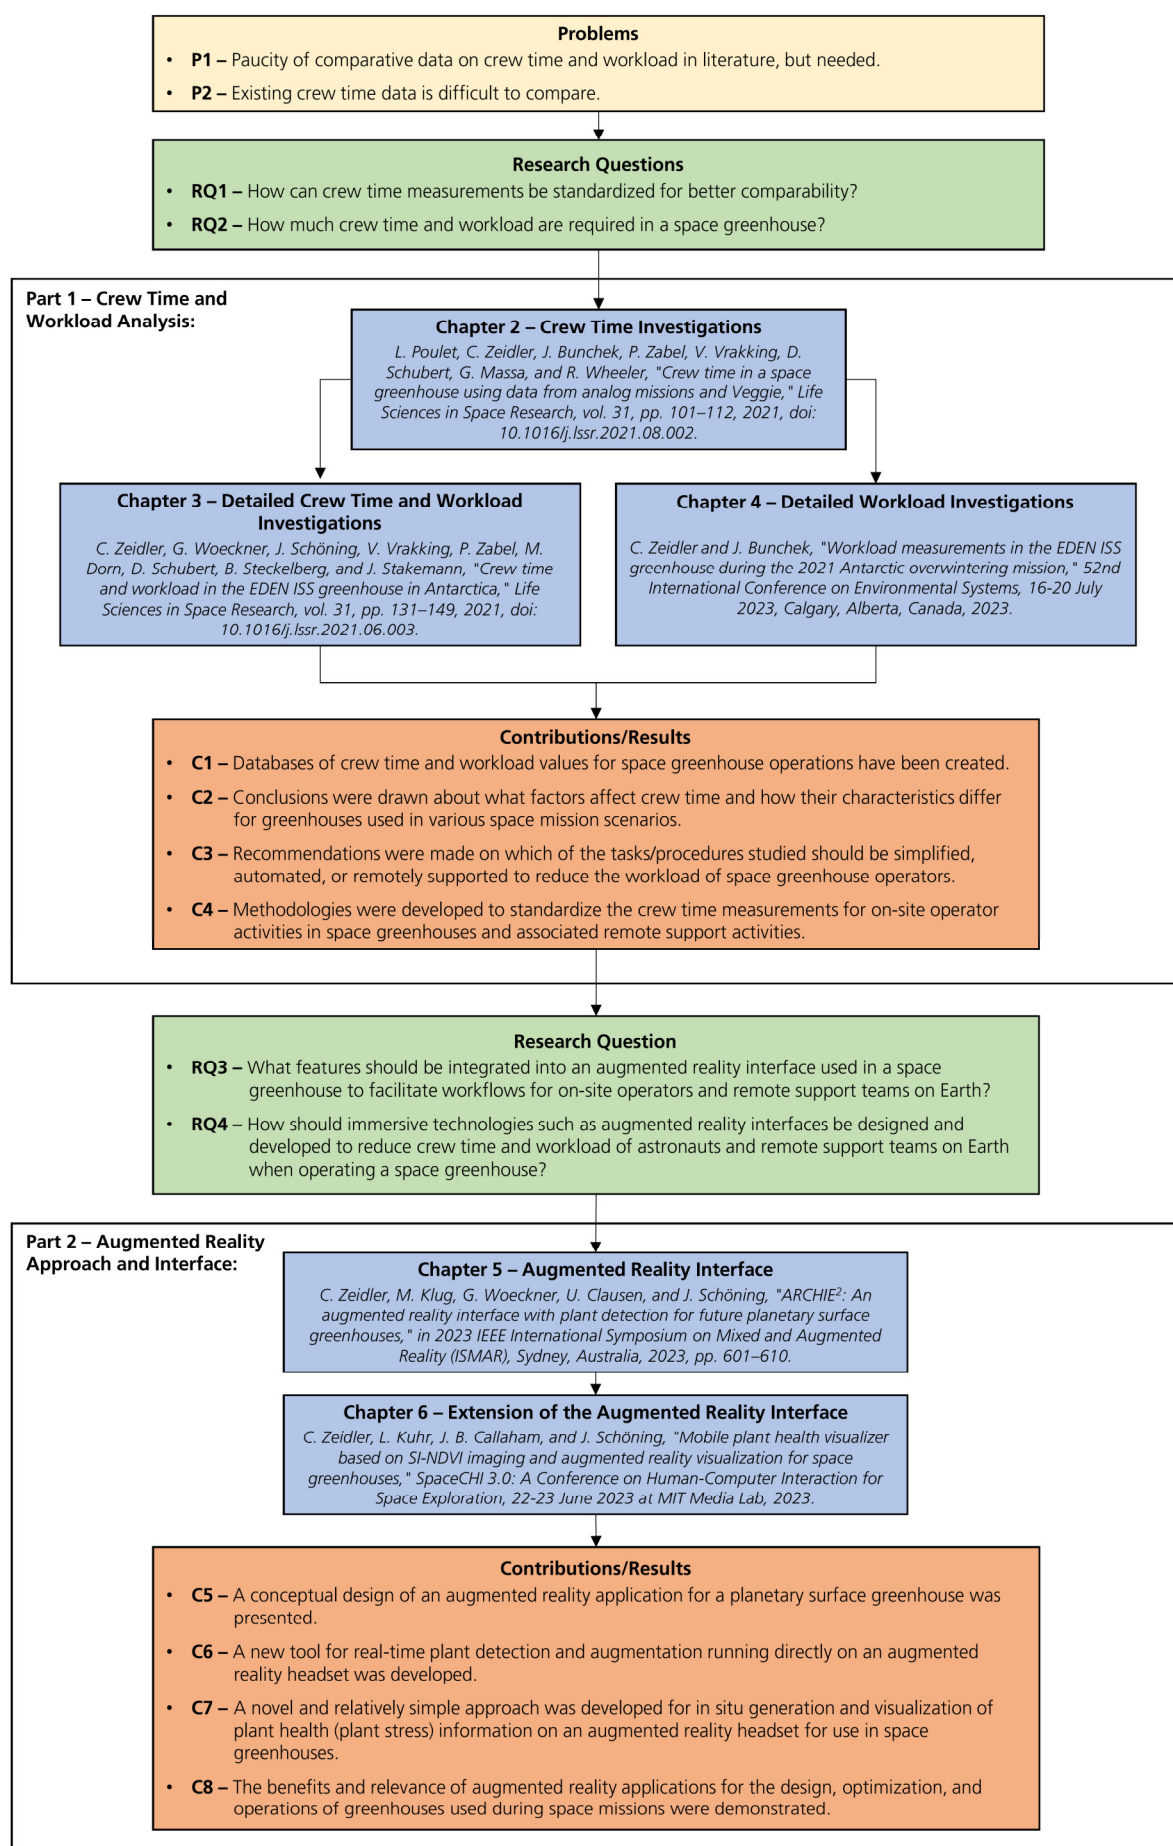 Problems
• P1 – Paucity of comparative data on crew time and workload in literature, but needed.
• P2 – Existing crew time data is difficult to compare.
Research Questions
• RQ1 – How can crew time measurements be standardized for better comparability?
• RQ2 – How much crew time and workload are required in a space greenhouse?
Part 1 – Crew Time and
Workload Analysis:
Chapter 2 – Crew Time Investigations
L. Poulet, C. Zeidler, J. Bunchek, P. Zabel, V. Vrakking, D.
Schubert, G. Massa, and R. Wheeler, "Crew time in a space
greenhouse using data from analog missions and Veggie," Life
Sciences in Space Research, vol. 31, pp. 101–112, 2021, doi:
10.1016/j.lssr.2021.08.002.
Chapter 3 – Detailed Crew Time and Workload
Investigations
C. Zeidler, G. Woeckner, J. Schöning, V. Vrakking, P. Zabel, M.
Dorn, D. Schubert, B. Steckelberg, and J. Stakemann, "Crew time
and workload in the EDEN ISS greenhouse in Antarctica," Life
Sciences in Space Research, vol. 31, pp. 131–149, 2021, doi:
10.1016/j.lssr.2021.06.003.
Chapter 4 – Detailed Workload Investigations
C. Zeidler and J. Bunchek, "Workload measurements in the EDEN ISS
greenhouse during the 2021 Antarctic overwintering mission," 52nd
International Conference on Environmental Systems, 16-20 July
2023, Calgary, Alberta, Canada, 2023.
Contributions/Results
• C1 – Databases of crew time and workload values for space greenhouse operations have been created.
• C2 – Conclusions were drawn about what factors affect crew time and how their characteristics differ
for greenhouses used in various space mission scenarios.
• C3 – Recommendations were made on which of the tasks/procedures studied should be simplified,
automated, or remotely supported to reduce the workload of space greenhouse operators.
• C4 – Methodologies were developed to standardize the crew time measurements for on-site operator
activities in space greenhouses and associated remote support activities.
Research Question
• RQ3 – What features should be integrated into an augmented reality interface used in a space
greenhouse to facilitate workflows for on-site operators and remote support teams on Earth?
• RQ4 – How should immersive technologies such as augmented reality interfaces be designed and
developed to reduce crew time and workload of astronauts and remote support teams on Earth
when operating a space greenhouse?
Part 2 – Augmented Reality
Approach and Interface:
Chapter 5 – Augmented Reality Interface
C. Zeidler, M. Klug, G. Woeckner, U. Clausen, and J. Schöning, "ARCHIE²: An
augmented reality interface with plant detection for future planetary surface
greenhouses," in 2023 IEEE International Symposium on Mixed and Augmented
Reality (ISMAR), Sydney, Australia, 2023, pp. 601–610.
Chapter 6 – Extension of the Augmented Reality Interface
C. Zeidler, L. Kuhr, J. B. Callaham, and J. Schöning, "Mobile plant health visualizer
based on SI-NDVI imaging and augmented reality visualization for space
greenhouses," SpaceCHI 3.0: A Conference on Human-Computer Interaction for
Space Exploration, 22-23 June 2023 at MIT Media Lab, 2023.
Contributions/Results
• C5 – A conceptual design of an augmented reality application for a planetary surface greenhouse was
presented.
• C6 – A new tool for real-time plant detection and augmentation running directly on an augmented
reality headset was developed.
• C7 – A novel and relatively simple approach was developed for in situ generation and visualization of
plant health (plant stress) information on an augmented reality headset for use in space
greenhouses.
• C8 – The benefits and relevance of augmented reality applications for the design, optimization, and
operations of greenhouses used during space missions were demonstrated.